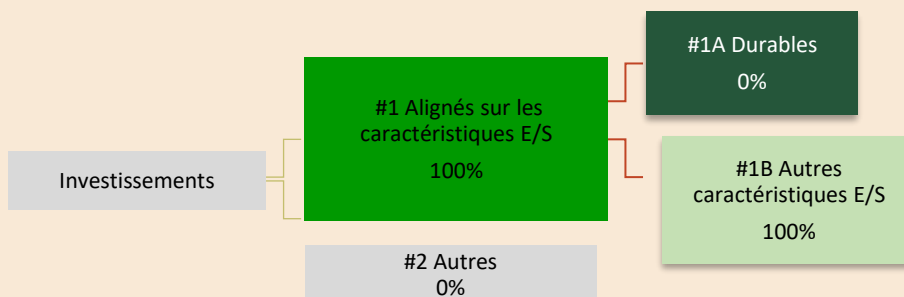 Investissements
#1 Alignés sur les
caractéristiques E/S
100%
#2 Autres
0%
#1A Durables
0%
#1B Autres
caractéristiques E/S
100%